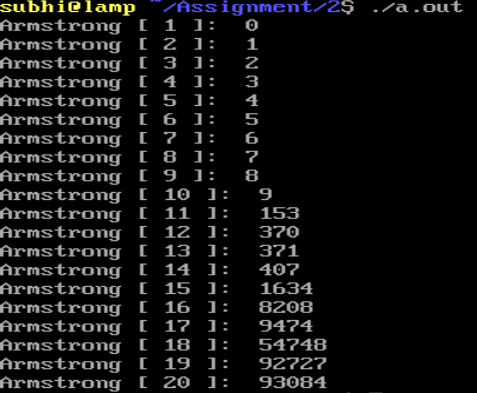 subhi@lamp ~/Assignment/2$ ./a.out
Armstrong [ 1 ]:  0
Armstrong [ 2 ]:  1
Armstrong [ 3 ]:  2
Armstrong [ 4 ]:  3
Armstrong [ 5 ]:  4
Armstrong [ 6 ]:  5
Armstrong [ 7 ]:  6
Armstrong [ 8 ]:  7
Armstrong [ 9 ]:  8
Armstrong [ 10 ]:  9
Armstrong [ 11 ]:  153
Armstrong [ 12 ]:  370
Armstrong [ 13 ]:  371
Armstrong [ 14 ]:  407
Armstrong [ 15 ]:  1634
Armstrong [ 16 ]:  8208
Armstrong [ 17 ]:  9474
Armstrong [ 18 ]:  54748
Armstrong [ 19 ]:  92727
Armstrong [ 20 ]:  93084